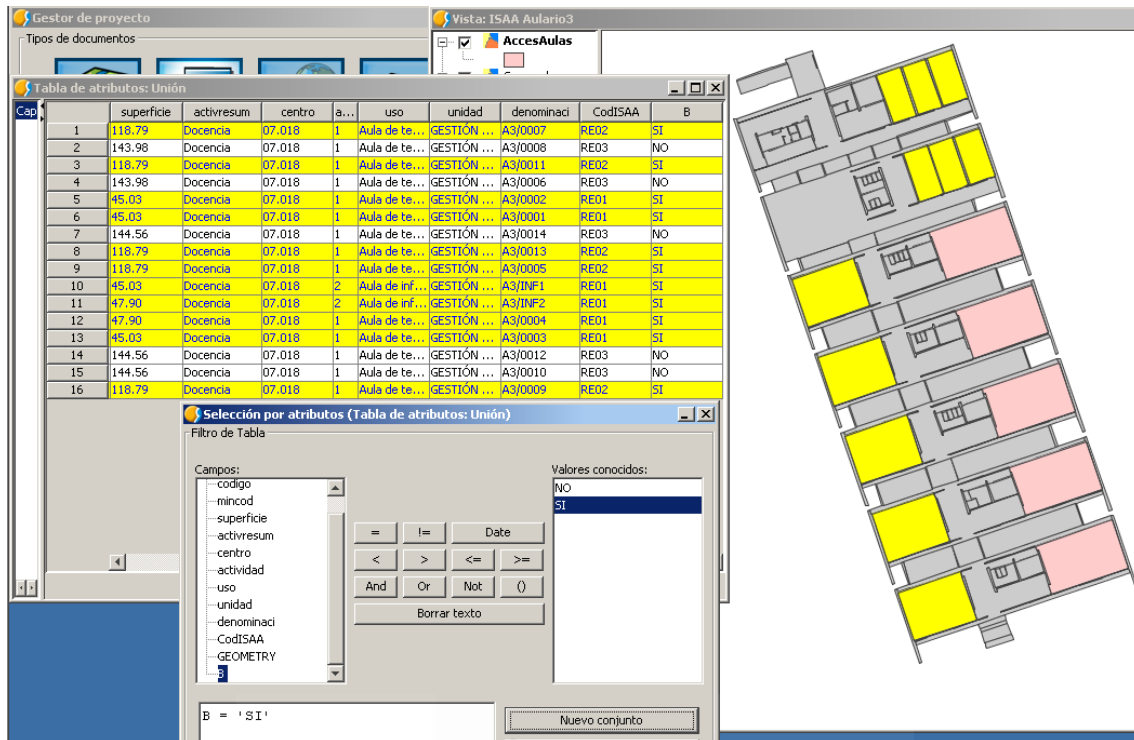 Gestor de proyecto
Tipos de documentos
Vista: ISAA Aulario3
AccesAulas
Tabla de atributos: Unión
Cap
superficie activresum centro a... uso unidad denominaci CodISAA B
1 118.79 Docencia 07.018 1 Aula de te... GESTIÓN ... A3/0007 RE02 SI
2 143.98 Docencia 07.018 1 Aula de te... GESTIÓN ... A3/0008 RE03 NO
3 118.79 Docencia 07.018 1 Aula de te... GESTIÓN ... A3/0011 RE02 SI
4 143.98 Docencia 07.018 1 Aula de te... GESTIÓN ... A3/0006 RE03 NO
5 45.03 Docencia 07.018 1 Aula de te... GESTIÓN ... A3/0002 RE01 SI
6 45.03 Docencia 07.018 1 Aula de te... GESTIÓN ... A3/0001 RE01 SI
7 144.56 Docencia 07.018 1 Aula de te... GESTIÓN ... A3/0014 RE03 NO
8 118.79 Docencia 07.018 1 Aula de te... GESTIÓN ... A3/0013 RE02 SI
9 118.79 Docencia 07.018 1 Aula de te... GESTIÓN ... A3/0005 RE02 SI
10 45.03 Docencia 07.018 2 Aula de inf... GESTIÓN ... A3/INF1 RE01 SI
11 47.90 Docencia 07.018 2 Aula de inf... GESTIÓN ... A3/INF2 RE01 SI
12 47.90 Docencia 07.018 1 Aula de te... GESTIÓN ... A3/0004 RE01 SI
13 45.03 Docencia 07.018 1 Aula de te... GESTIÓN ... A3/0003 RE01 SI
14 144.56 Docencia 07.018 1 Aula de te... GESTIÓN ... A3/0012 RE03 NO
15 144.56 Docencia 07.018 1 Aula de te... GESTIÓN ... A3/0010 RE03 NO
16 118.79 Docencia 07.018 1 Aula de te... GESTIÓN ... A3/0009 RE02 SI
Selección por atributos (Tabla de atributos: Unión)
Filtro de Tabla
Campos:
codigo
mincod
superficie
activresum
centro
actividad
uso
unidad
denominaci
CodISAA
GEOMETRY
B
= != Date
< > <= >=
And Or Not ()
Borrar texto
Valores conocidos:
NO
SI
B = 'SI'
Nuevo conjunto